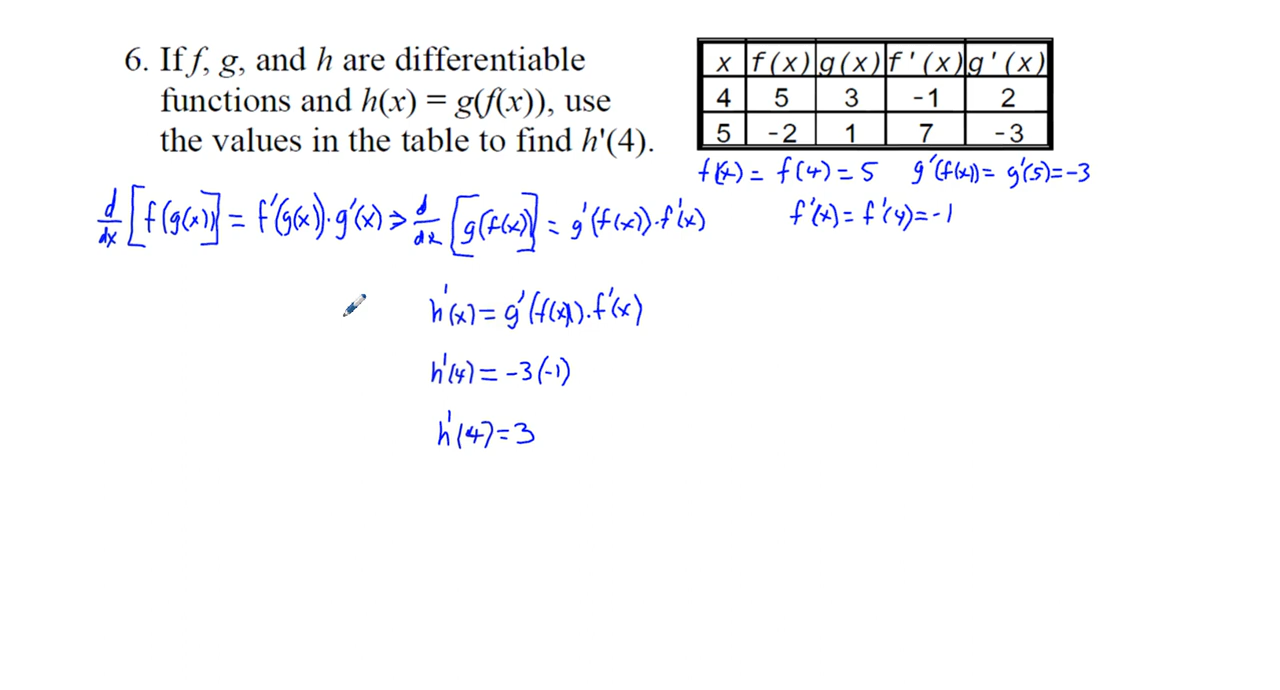 6. If f, g, and h are differentiable
functions and h(x) = g(f(x)), use
the values in the table to find h'(4).
x f(x) g(x) f'(x) g'(x)
4 5 3 -1 2
5 -2 1 7 -3
f(x) = f(4) = 5 g'(f(x)) = g'(5) = -3
f'(x) = f'(4) = -1
d/dx [f(g(x))] = f'(g(x)) · g'(x) ⇒ d/dx [g(f(x))] = g'(f(x)) · f'(x)
h'(x) = g'(f(x)) · f'(x)
h'(4) = -3(-1)
h'(4) = 3